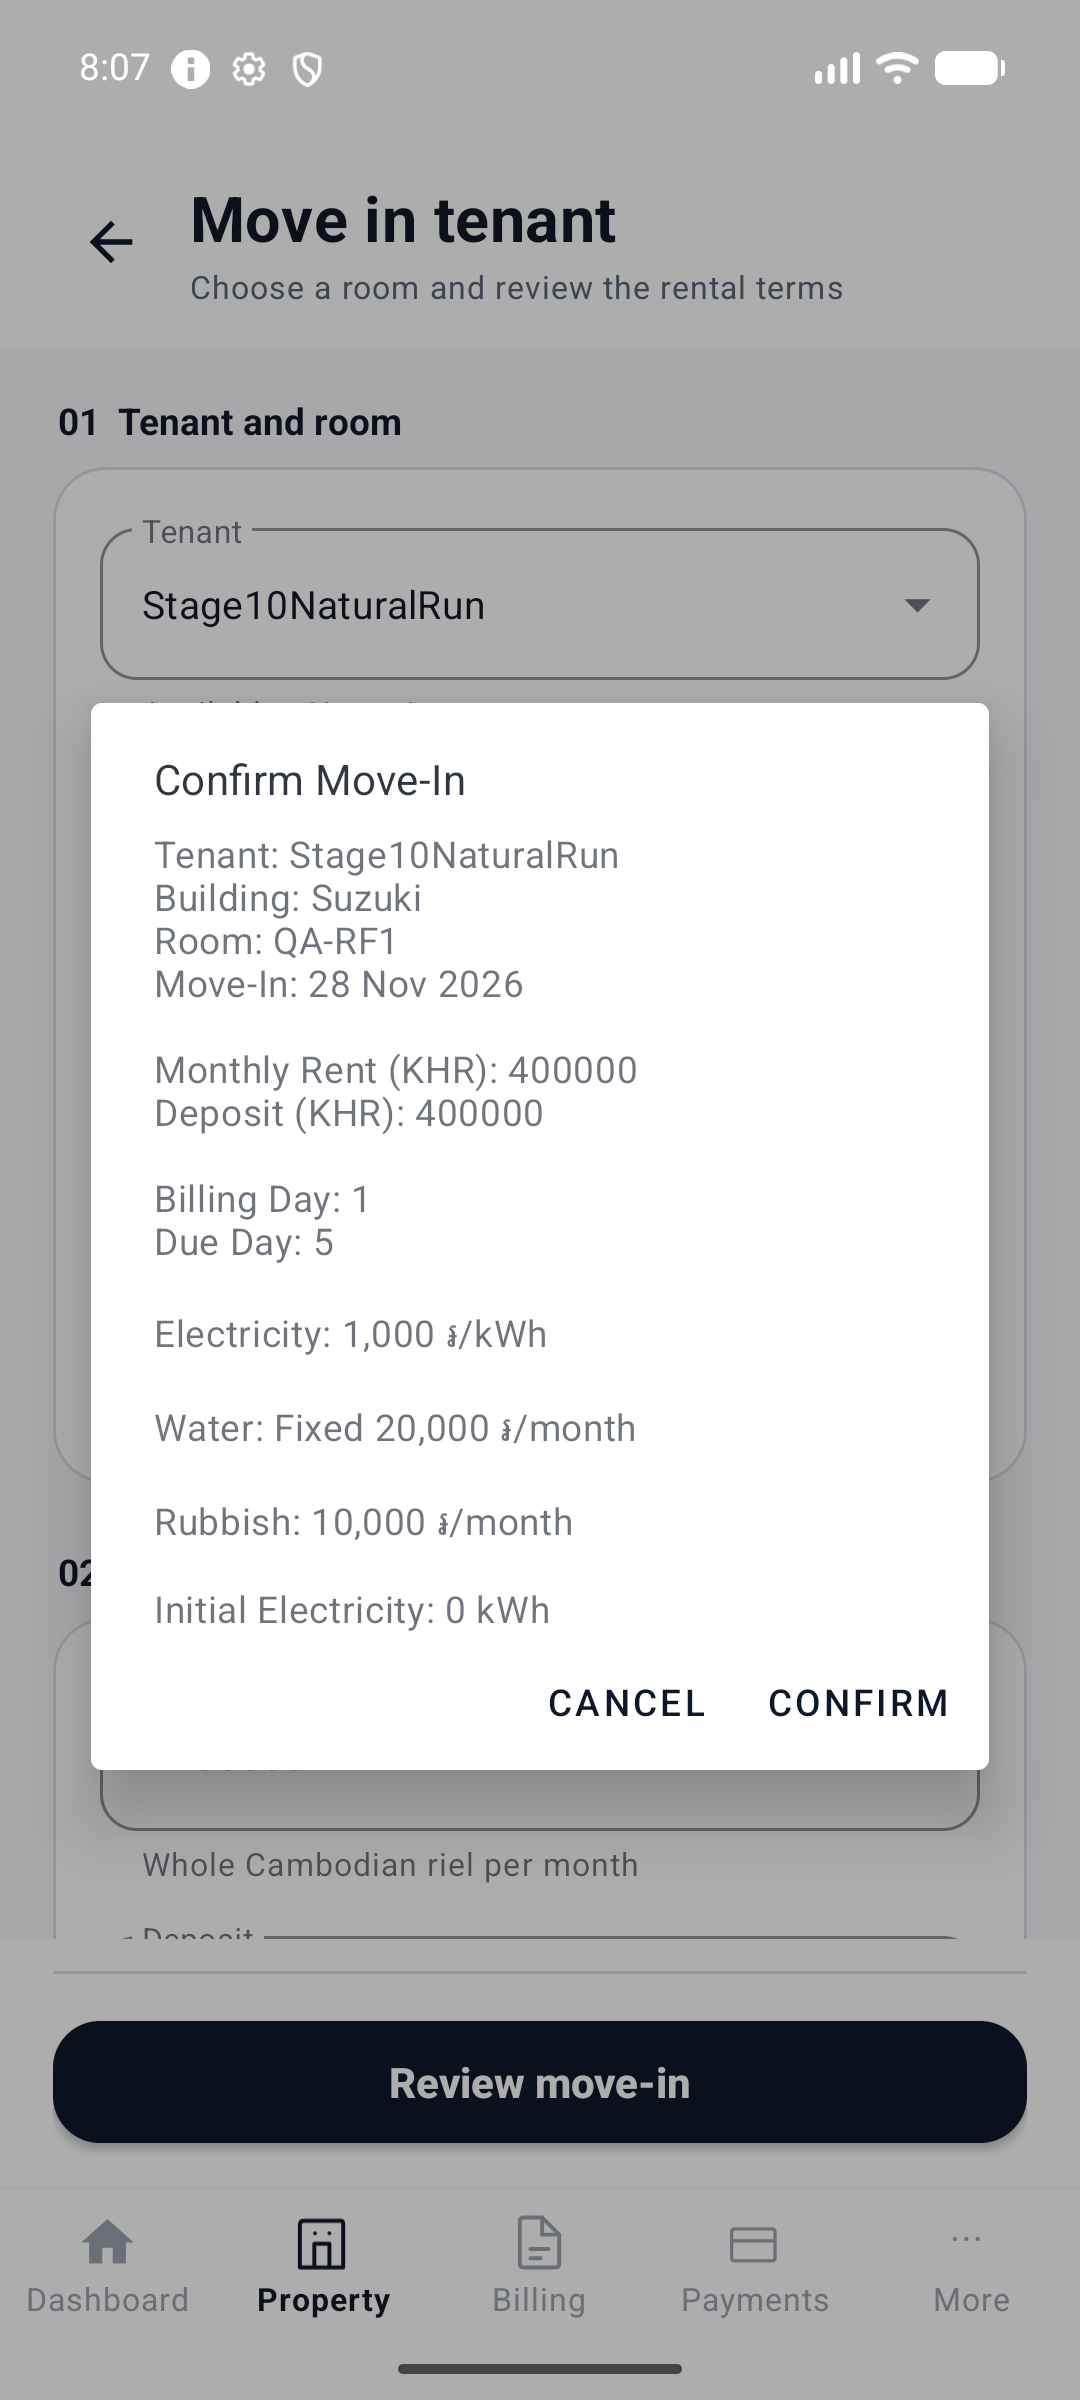 8:07
Move in tenant
Choose a room and review the rental terms
01 Tenant and room
Tenant
Stage10NaturalRun
Confirm Move-In
Tenant: Stage10NaturalRun
Building: Suzuki
Room: QA-RF1
Move-In: 28 Nov 2026
Monthly Rent (KHR): 400000
Deposit (KHR): 400000
Billing Day: 1
Due Day: 5
Electricity: 1,000 ៛/kWh
Water: Fixed 20,000 ៛/month
Rubbish: 10,000 ៛/month
02
Initial Electricity: 0 kWh
CANCEL CONFIRM
Whole Cambodian riel per month
Deposit
Review move-in
Dashboard Property Billing Payments More